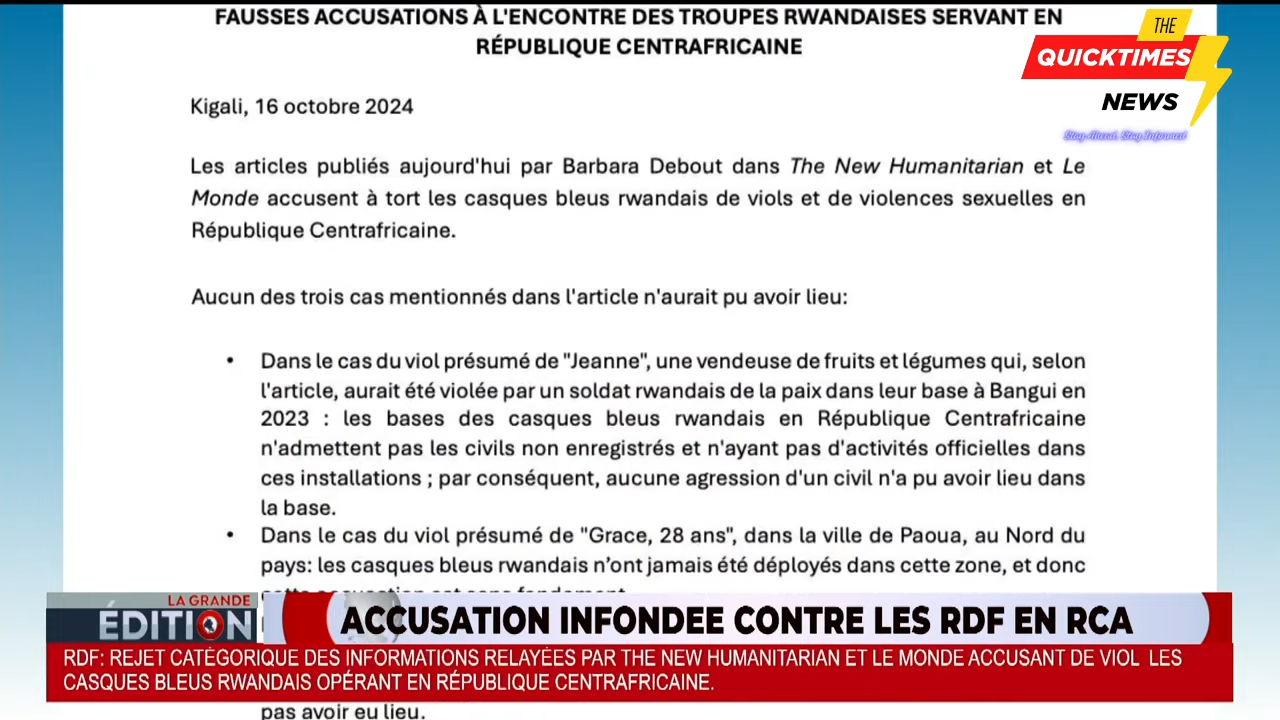 FAUSSES ACCUSATIONS À L'ENCONTRE DES TROUPES RWANDAISES SERVANT EN
RÉPUBLIQUE CENTRAFRICAINE
THE
QUICKTIMES
NEWS
Stay Ahead. Stay Informed
Kigali, 16 octobre 2024
Les articles publiés aujourd'hui par Barbara Debout dans The New Humanitarian et Le
Monde accusent à tort les casques bleus rwandais de viols et de violences sexuelles en
République Centrafricaine.
Aucun des trois cas mentionnés dans l'article n'aurait pu avoir lieu:
• Dans le cas du viol présumé de "Jeanne", une vendeuse de fruits et légumes qui, selon
l'article, aurait été violée par un soldat rwandais de la paix dans leur base à Bangui en
2023 : les bases des casques bleus rwandais en République Centrafricaine
n'admettent pas les civils non enregistrés et n'ayant pas d'activités officielles dans
ces installations ; par conséquent, aucune agression d'un civil n'a pu avoir lieu dans
la base.
• Dans le cas du viol présumé de "Grace, 28 ans", dans la ville de Paoua, au Nord du
pays: les casques bleus rwandais n’ont jamais été déployés dans cette zone, et donc
LA GRANDE
ÉDITION
ACCUSATION INFONDEE CONTRE LES RDF EN RCA
RDF: REJET CATÉGORIQUE DES INFORMATIONS RELAYÉES PAR THE NEW HUMANITARIAN ET LE MONDE ACCUSANT DE VIOL LES
CASQUES BLEUS RWANDAIS OPÉRANT EN RÉPUBLIQUE CENTRAFRICAINE.
pas avoir eu lieu.